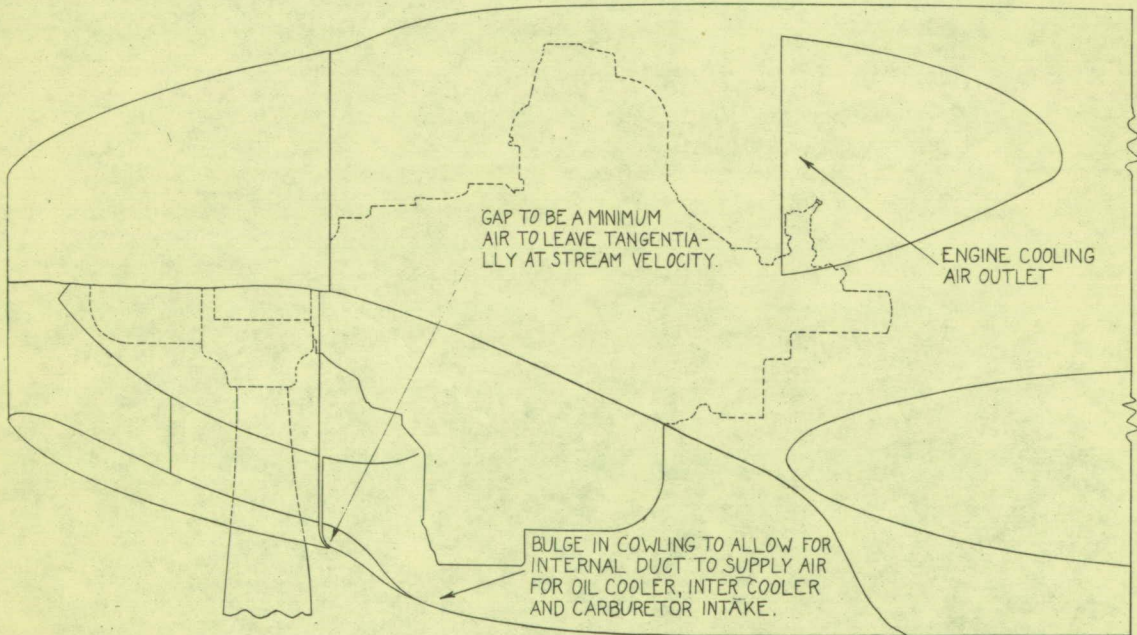 GAP TO BE A MINIMUM
AIR TO LEAVE TANGENTIA-
LLY AT STREAM VELOCITY.
ENGINE COOLING
AIR OUTLET
BULGE IN COWLING TO ALLOW FOR
INTERNAL DUCT TO SUPPLY AIR
FOR OIL COOLER, INTER COOLER
AND CARBURETOR INTAKE.